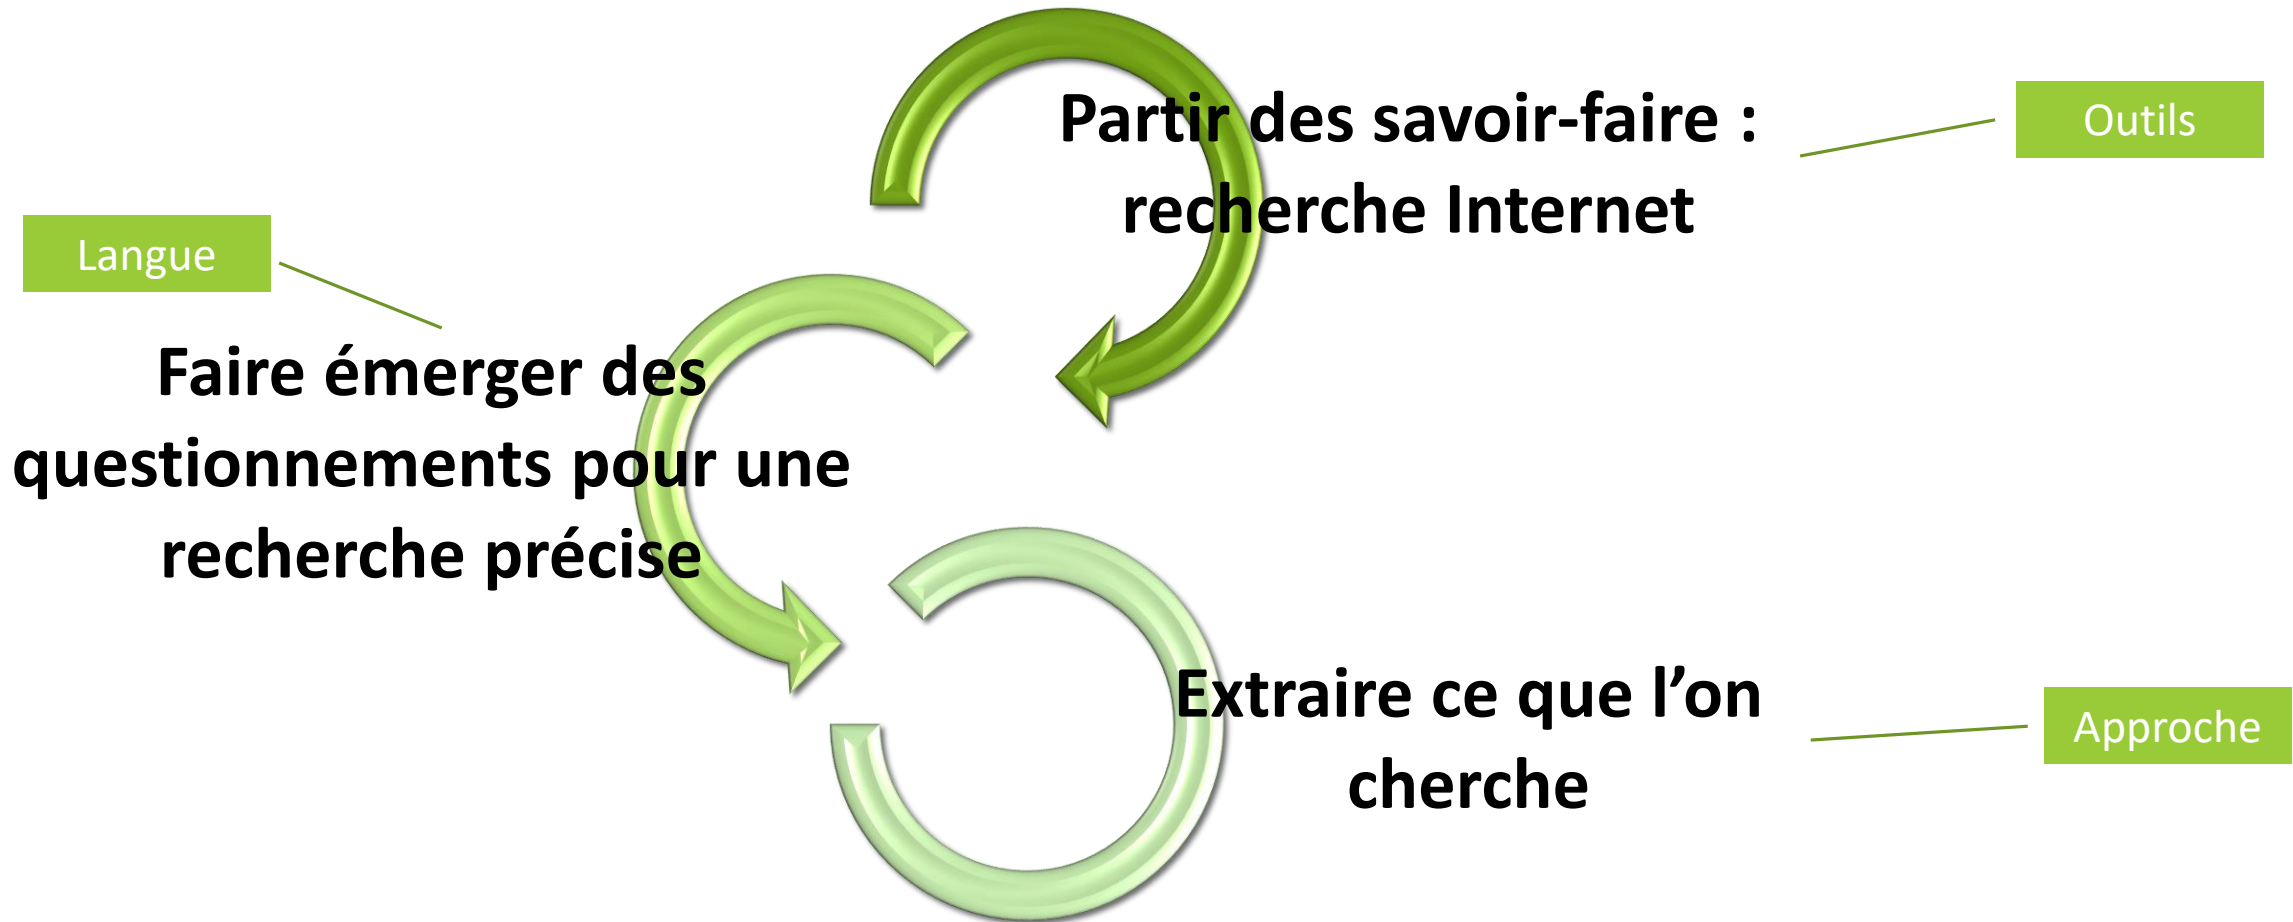 Partir des savoir-faire :
recherche Internet
Outils
Langue
Faire émerger des
questionnements pour une
recherche précise
Extraire ce que l’on
cherche
Approche